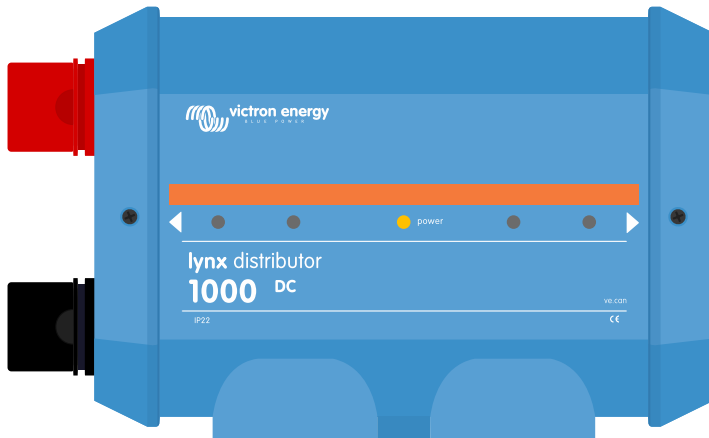 victron energy
BLUE POWER
power
lynx distributor
1000 DC
ve.can
IP22
CE